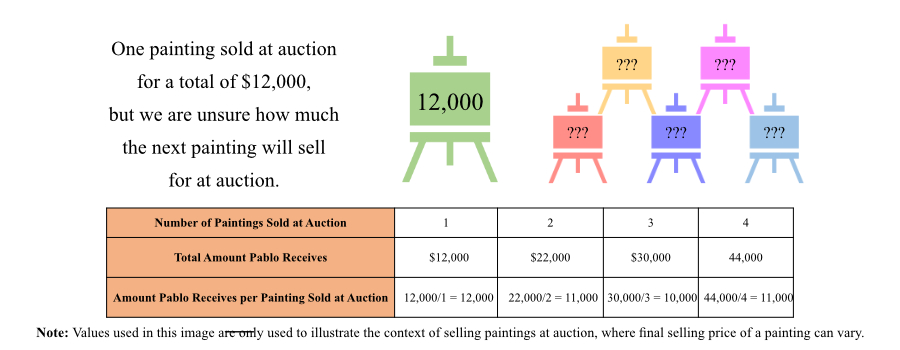 One painting sold at auction
for a total of $12,000,
but we are unsure how much
the next painting will sell
for at auction.
12,000
???
???
???
???
???
Number of Paintings Sold at Auction 1 2 3 4
Total Amount Pablo Receives $12,000 $22,000 $30,000 44,000
Amount Pablo Receives per Painting Sold at Auction 12,000/1 = 12,000 22,000/2 = 11,000 30,000/3 = 10,000 44,000/4 = 11,000
Note: Values used in this image are only used to illustrate the context of selling paintings at auction, where final selling price of a painting can vary.